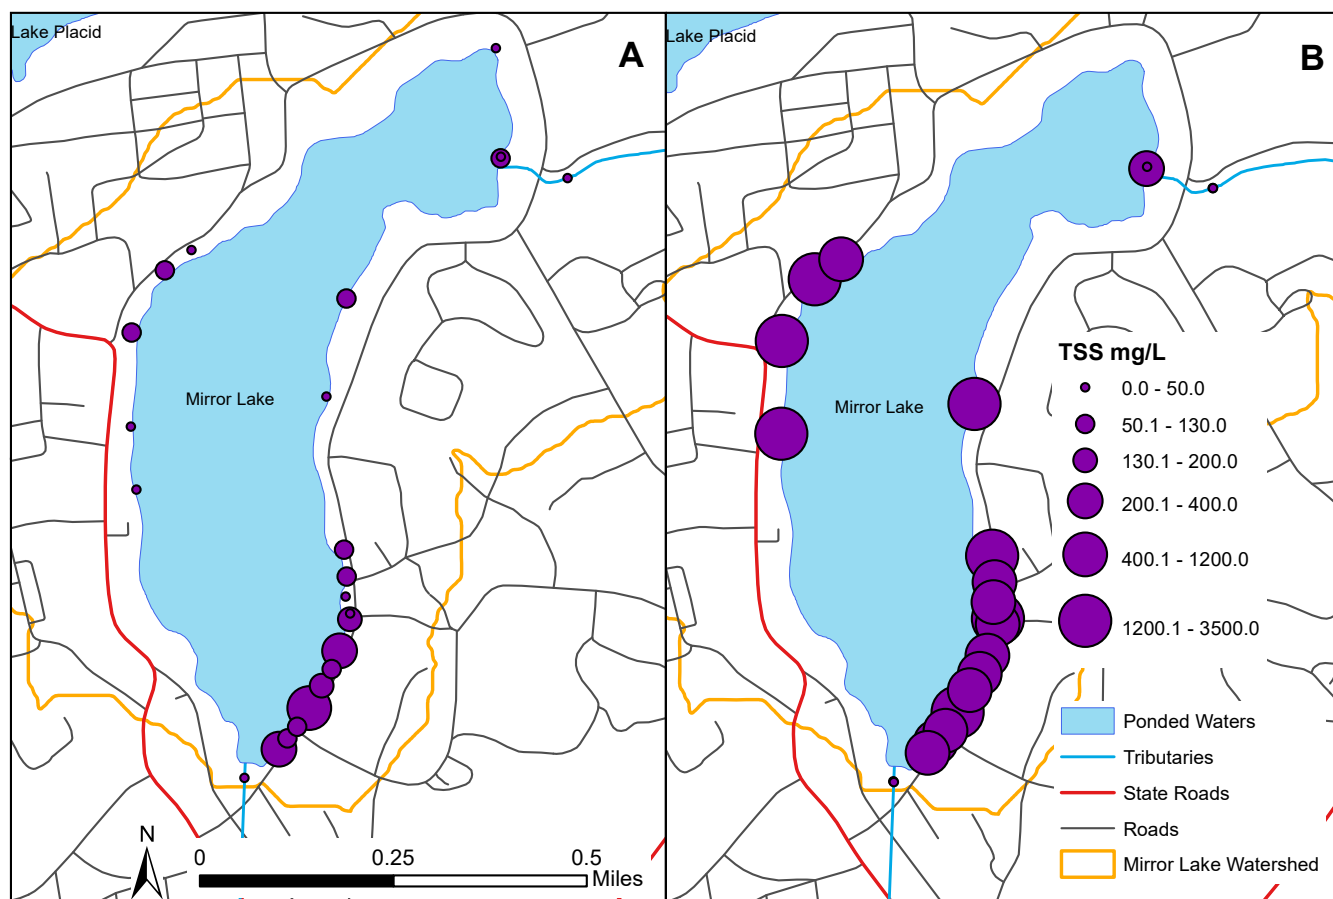 Lake Placid
A
Mirror Lake
N
0
0.25
0.5
Miles
Lake Placid
B
Mirror Lake
TSS mg/L
0.0 - 50.0
50.1 - 130.0
130.1 - 200.0
200.1 - 400.0
400.1 - 1200.0
1200.1 - 3500.0
Ponded Waters
Tributaries
State Roads
Roads
Mirror Lake Watershed